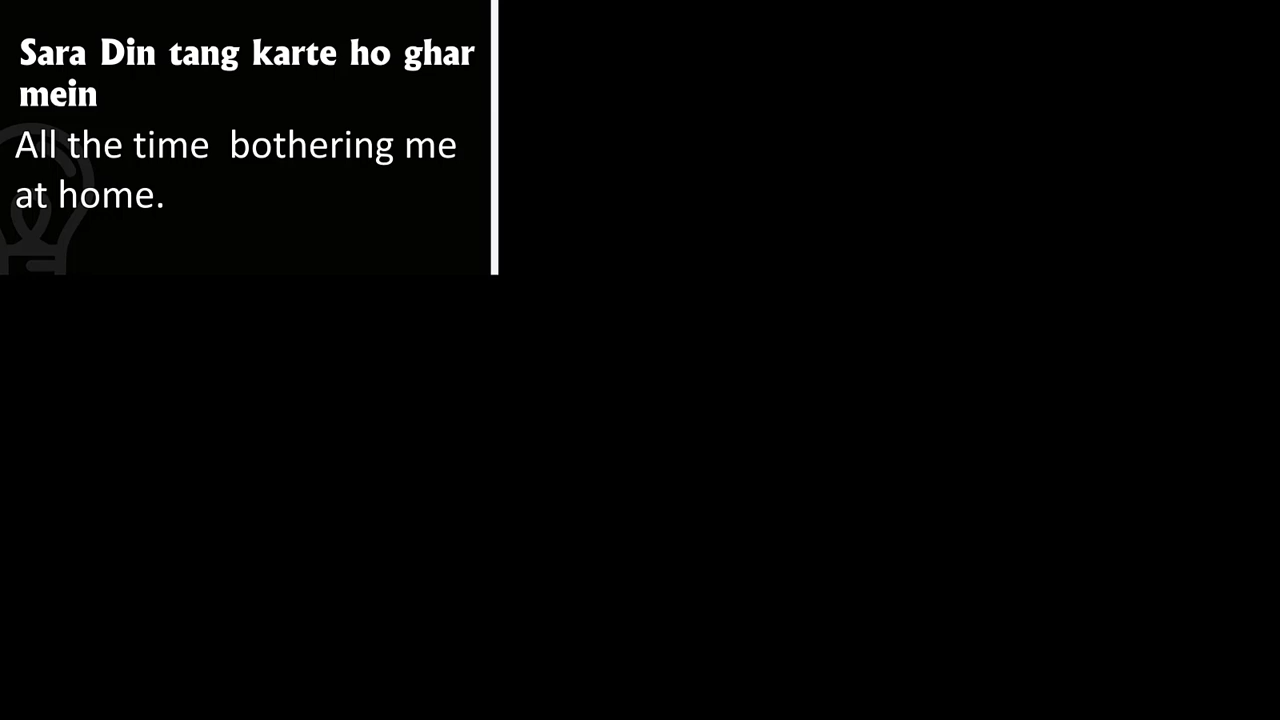 Sara Din tang karte ho ghar
mein
All the time bothering me
at home.